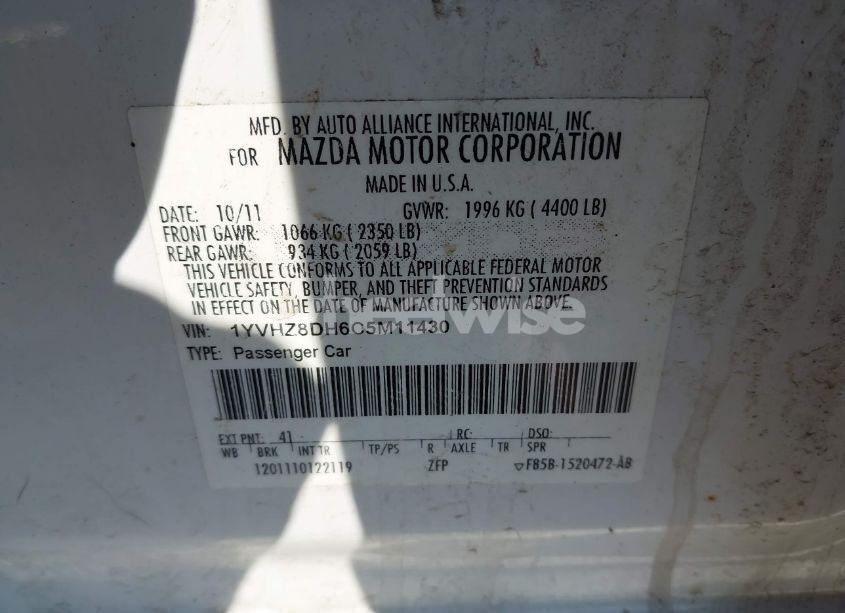 MFD. BY AUTO ALLIANCE INTERNATIONAL, INC.
FOR MAZDA MOTOR CORPORATION
MADE IN U.S.A.
DATE: 10/11 GVWR: 1996 KG ( 4400 LB)
FRONT GAWR: 1066 KG ( 2350 LB)
REAR GAWR: 934 KG ( 2059 LB)
THIS VEHICLE CONFORMS TO ALL APPLICABLE FEDERAL MOTOR
VEHICLE SAFETY, BUMPER, AND THEFT PREVENTION STANDARDS
IN EFFECT ON THE DATE OF MANUFACTURE SHOWN ABOVE.
VIN: 1YVHZ8DH6C5M11430
TYPE: Passenger Car
EXT PNT: 41 RC: DSO:
WB BRK INT TR TP/PS R AXLE TR SPR
1201110122119 ZFP F85B-1520472-AB